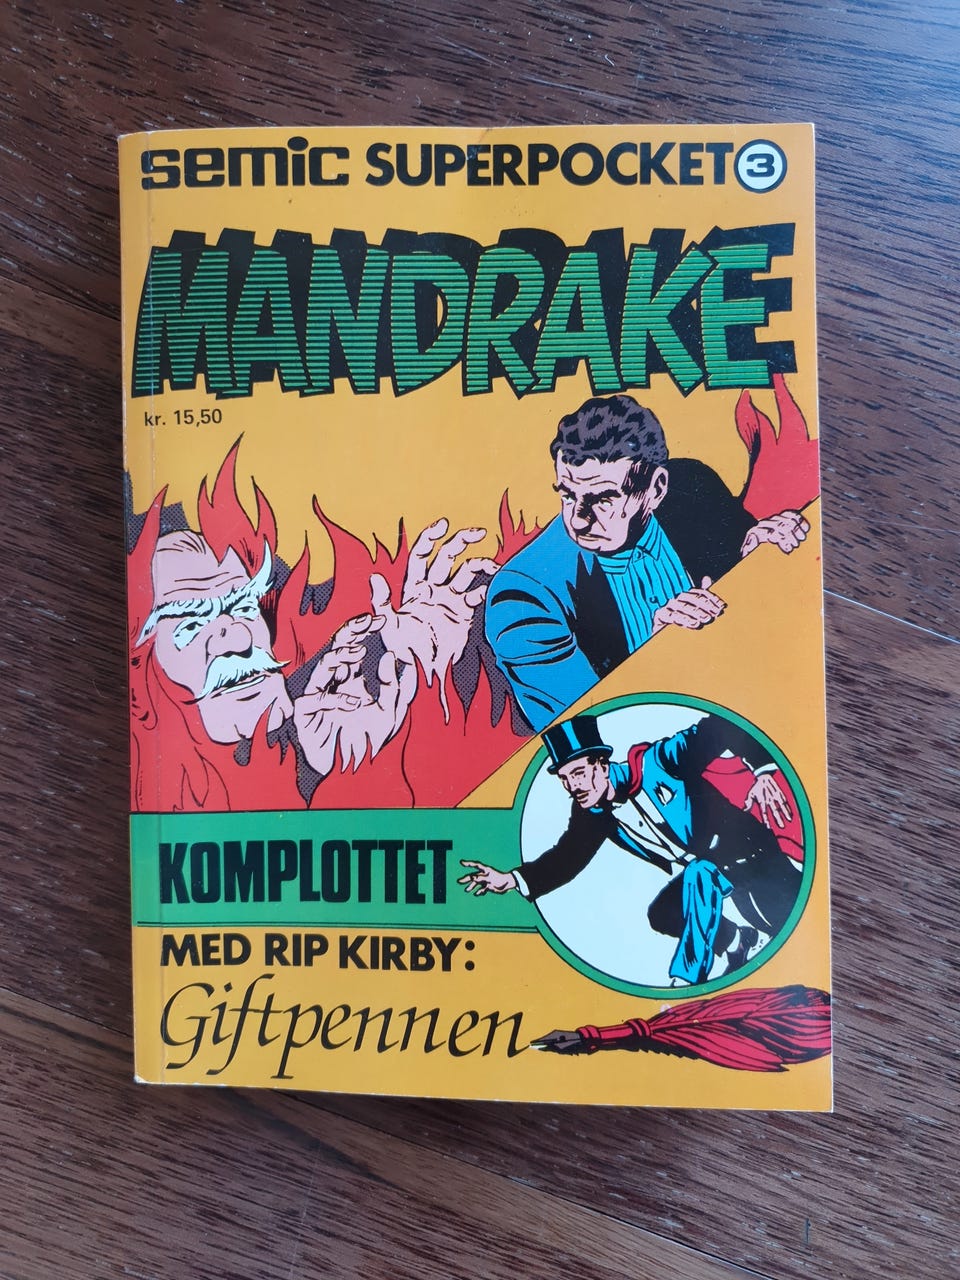 semic SUPERPOCKET 3
MANDRAKE
kr. 15,50
KOMPLOTTET
MED RIP KIRBY:
Giftpennen